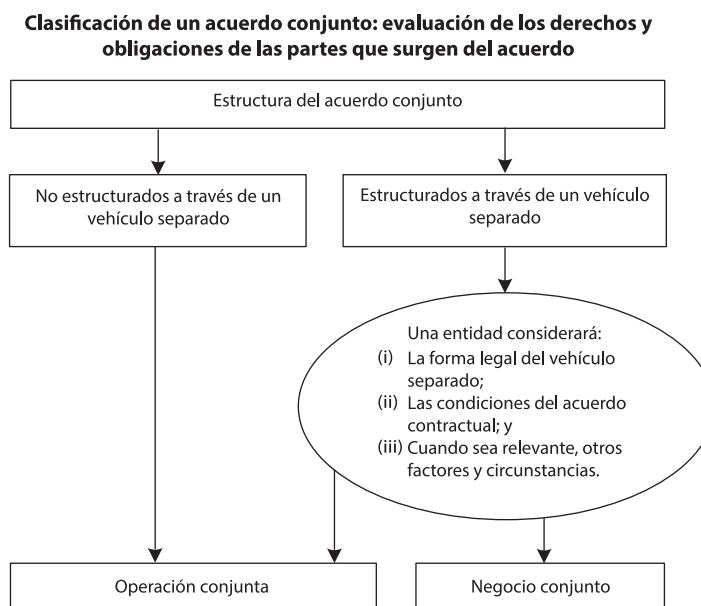 Clasificación de un acuerdo conjunto: evaluación de los derechos y
obligaciones de las partes que surgen del acuerdo
Estructura del acuerdo conjunto
No estructurados a través de un
vehículo separado
Estructurados a través de un vehículo
separado
Una entidad considerará:
(i) La forma legal del vehículo
separado;
(ii) Las condiciones del acuerdo
contractual; y
(iii) Cuando sea relevante, otros
factores y circunstancias.
Operación conjunta
Negocio conjunto